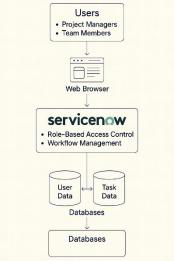 Users
• Project Managers
• Team Members
Web Browser
servicenow
• Role-Based Access Control
• Workflow Management
User Data
Task Data
Databases
Databases